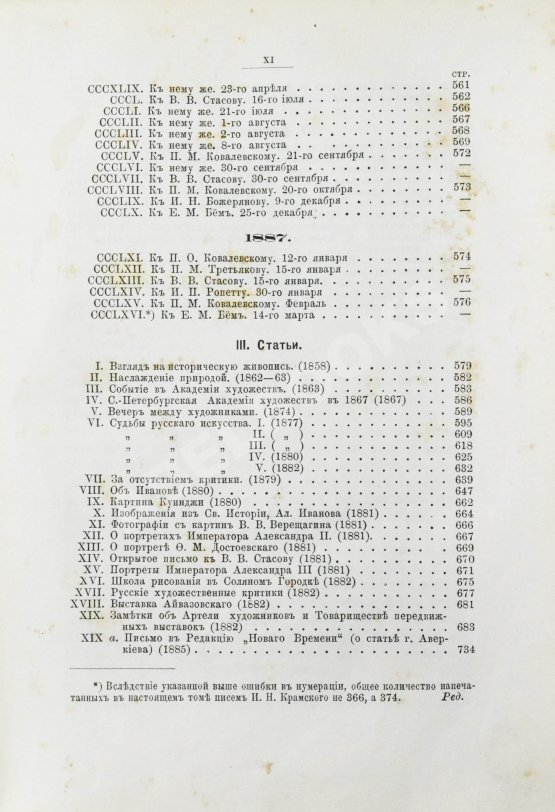 XI
СТР.
CCCXLIX. Къ нему же. 23-го апрѣля . . . . . . . . . . . . 561
CCCL. Къ В. В. Стасову. 16-го іюля . . . . . . . . . . . 562
CCCLI. Къ нему же. 21-го іюля . . . . . . . . . . . . . 566
CCCLII. Къ нему же. 1-го августа . . . . . . . . . . . . 567
CCCLIII. Къ нему же. 2-го августа . . . . . . . . . . . . 568
CCCLIV. Къ нему же. 8-го августа . . . . . . . . . . . . 569
CCCLV. Къ П. М. Ковалевскому. 21-го сентября . . . . . . . 572
CCCLVI. Къ нему же. 30-го сентября . . . . . . . . . . . —
CCCLVII. Къ В. В. Стасову. 30-го сентября . . . . . . . . . —
CCCLVIII. Къ П. М. Ковалевскому. 20-го октября . . . . . . . 573
CCCLIX. Къ И. Н. Божерянову. 9-го декабря . . . . . . . . —
CCCLX. Къ Е. М. Бёмъ. 25-го декабря . . . . . . . . . . —
1887.
CCCLXI. Къ П. О. Ковалевскому. 12-го января . . . . . . . . 574
CCCLXII. Къ П. М. Третьякову. 15-го января . . . . . . . . —
CCCLXIII. Къ В. В. Стасову. 15-го января. . . . . . . . . . 575
CCCLXIV. Къ И. П. Ропетту. 30-го января . . . . . . . . . —
CCCLXV. Къ П. М. Ковалевскому. Февраль . . . . . . . . . 576
CCCLXVI.*) Къ Е. М. Бёмъ. 14-го марта . . . . . . . . . . —
III. Статьи.
I. Взглядъ на историческую живопись. (1858) . . . . . . . . 579
II. Наслажденіе природой. (1862—63) . . . . . . . . . . . 582
III. Событіе въ Академіи художествъ. (1863) . . . . . . . . 583
IV. С.-Петербургская Академія художествъ въ 1867 (1867) . . . . 586
V. Вечеръ между художниками. (1874) . . . . . . . . . . . 589
VI. Судьбы русскаго искусства. I. (1877) . . . . . . . . . . 595
„ „ „ II. ( „ ) . . . . . . . . . . 609
„ „ „ III. ( „ ) . . . . . . . . . . 618
„ „ „ IV. (1880) . . . . . . . . . . 625
„ „ „ V. (1882) . . . . . . . . . . 632
VII. За отсутствіемъ критики. (1879) . . . . . . . . . . . 639
VIII. Объ Ивановѣ (1880) . . . . . . . . . . . . . . . . 647
IX. Картина Куинджи (1880) . . . . . . . . . . . . . . . 662
X. Изображенія изъ Св. Исторіи, Ал. Иванова (1881) . . . . . . 664
XI. Фотографіи съ картинъ В. В. Верещагина (1881) . . . . . . 666
XII. О портретахъ Императора Александра II. (1881). . . . . . . 667
XIII. О портретѣ Ѳ. М. Достоевскаго (1881) . . . . . . . . . 669
XIV. Открытое письмо къ В. В. Стасову (1881) . . . . . . . . 670
XV. Портреты Императора Александра III (1881) . . . . . . . . 671
XVI. Школа рисованія въ Соляномъ Городкѣ (1882) . . . . . . . 675
XVII. Русскіе художественные критики (1882) . . . . . . . . . 677
XVIII. Выставка Айвазовскаго (1882) . . . . . . . . . . . . 681
XIX. Замѣтки объ Артели художниковъ и Товариществѣ передвиж-
ныхъ выставокъ (1882) . . . . . . . . . . . . . . . 683
XIX а. Письмо въ Редакцію „Новаго Времени“ (о статьѣ г. Авер-
кіева) (1885) . . . . . . . . . . . . . . . . . . . 734
*) Вслѣдствіе указанной выше ошибки въ нумераціи, общее количество напеча-
танныхъ въ настоящемъ томѣ писемъ И. Н. Крамского не 366, а 374. Ред.